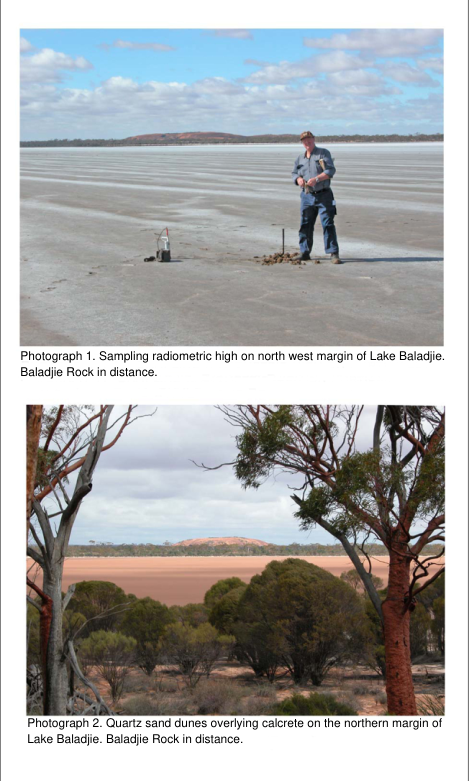 Photograph 1. Sampling radiometric high on north west margin of Lake Baladjie.
Baladjie Rock in distance.
Photograph 2. Quartz sand dunes overlying calcrete on the northern margin of
Lake Baladjie. Baladjie Rock in distance.